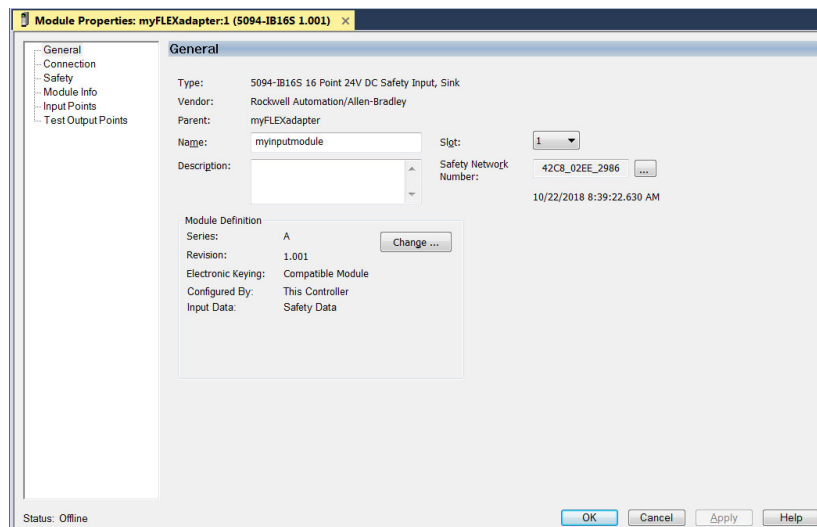 Module Properties: myFLEXadapter:1 (5094-IB16S 1.001) ×
General
Connection
Safety
Module Info
Input Points
Test Output Points
General
Type: 5094-IB16S 16 Point 24V DC Safety Input, Sink
Vendor: Rockwell Automation/Allen-Bradley
Parent: myFLEXadapter
Name: myinputmodule Slot: 1
Description: Safety Network Number: 42C8_02EE_2986 ...
10/22/2018 8:39:22.630 AM
Module Definition
Series: A Change ...
Revision: 1.001
Electronic Keying: Compatible Module
Configured By: This Controller
Input Data: Safety Data
Status: Offline OK Cancel Apply Help